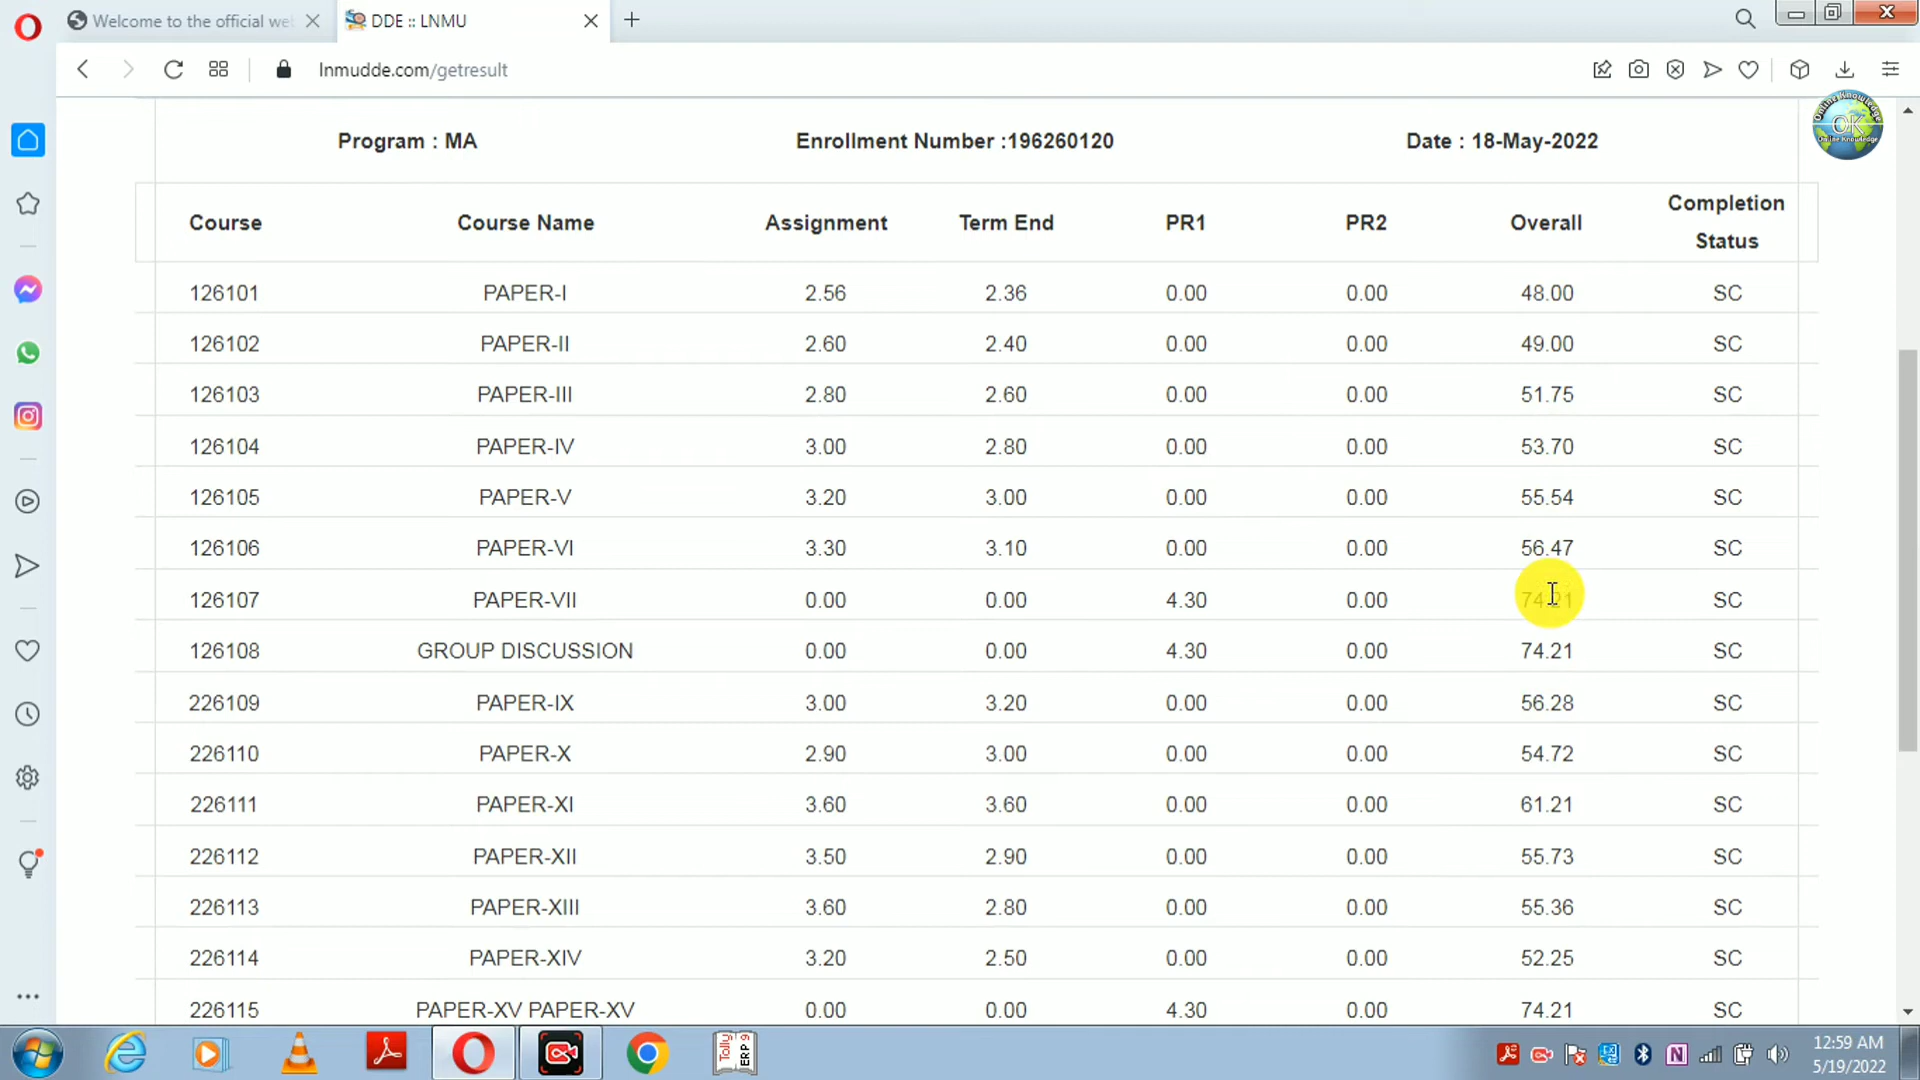 Welcome to the official we
DDE :: LNMU
lnmudde.com/getresult
Online Knowledge
OK
Online Knowledge
Program : MA Enrollment Number :196260120 Date : 18-May-2022
Course Course Name Assignment Term End PR1 PR2 Overall Completion Status
126101 PAPER-I 2.56 2.36 0.00 0.00 48.00 SC
126102 PAPER-II 2.60 2.40 0.00 0.00 49.00 SC
126103 PAPER-III 2.80 2.60 0.00 0.00 51.75 SC
126104 PAPER-IV 3.00 2.80 0.00 0.00 53.70 SC
126105 PAPER-V 3.20 3.00 0.00 0.00 55.54 SC
126106 PAPER-VI 3.30 3.10 0.00 0.00 56.47 SC
126107 PAPER-VII 0.00 0.00 4.30 0.00 74.21 SC
126108 GROUP DISCUSSION 0.00 0.00 4.30 0.00 74.21 SC
226109 PAPER-IX 3.00 3.20 0.00 0.00 56.28 SC
226110 PAPER-X 2.90 3.00 0.00 0.00 54.72 SC
226111 PAPER-XI 3.60 3.60 0.00 0.00 61.21 SC
226112 PAPER-XII 3.50 2.90 0.00 0.00 55.73 SC
226113 PAPER-XIII 3.60 2.80 0.00 0.00 55.36 SC
226114 PAPER-XIV 3.20 2.50 0.00 0.00 52.25 SC
226115 PAPER-XV PAPER-XV 0.00 0.00 4.30 0.00 74.21 SC
Tally
ERP 9
12:59 AM
5/19/2022